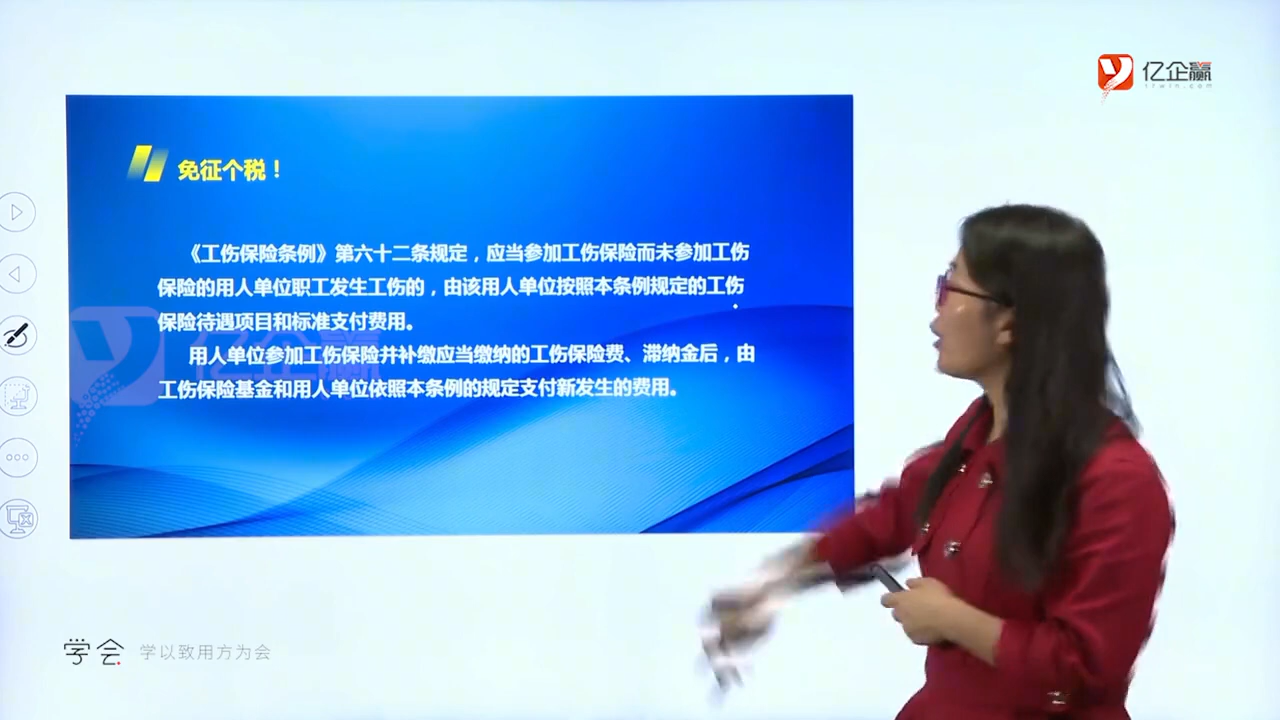 亿企赢
yrwin.com
免征个税！
《工伤保险条例》第六十二条规定，应当参加工伤保险而未参加工伤
保险的用人单位职工发生工伤的，由该用人单位按照本条例规定的工伤
保险待遇项目和标准支付费用。
用人单位参加工伤保险并补缴应当缴纳的工伤保险费、滞纳金后，由
工伤保险基金和用人单位依照本条例的规定支付新发生的费用。
亿企赢
学会 学以致用方为会